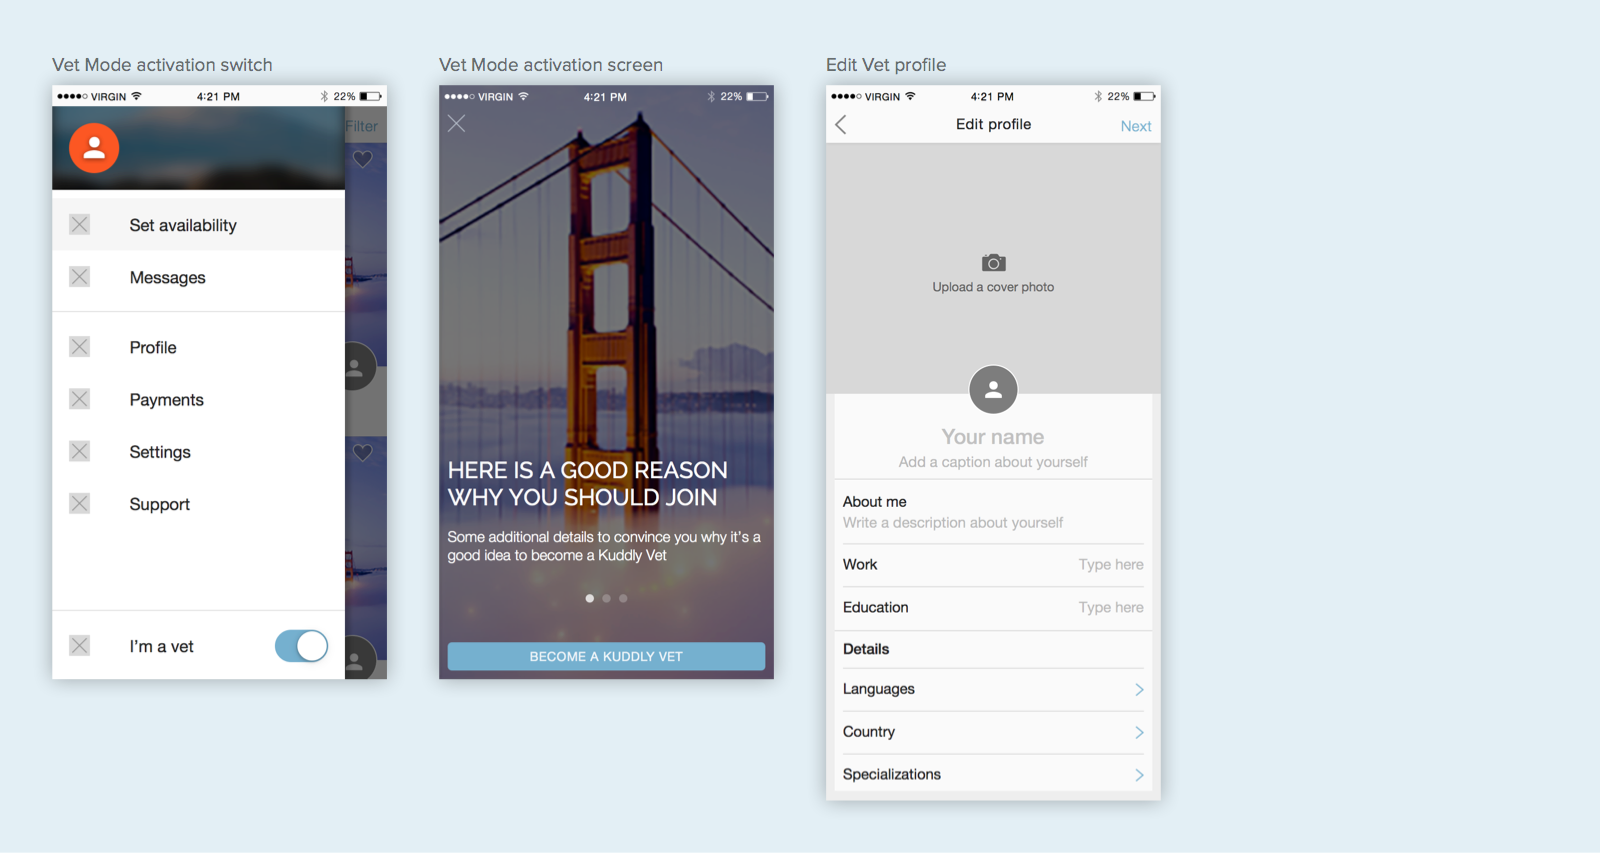 Vet Mode activation switch
VIRGIN 4:21 PM 22%
Filter
Set availability
Messages
Profile
Payments
Settings
Support
I'm a vet
Vet Mode activation screen
VIRGIN 4:21 PM 22%
HERE IS A GOOD REASON
WHY YOU SHOULD JOIN
Some additional details to convince you why it's a
good idea to become a Kuddly Vet
BECOME A KUDDLY VET
Edit Vet profile
VIRGIN 4:21 PM 22%
Edit profile Next
Upload a cover photo
Your name
Add a caption about yourself
About me
Write a description about yourself
Work Type here
Education Type here
Details
Languages
Country
Specializations